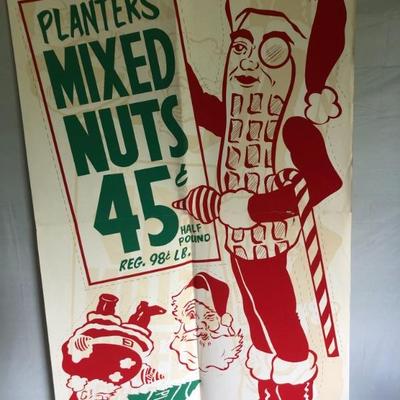 PLANTERS
MIXED
NUTS
45¢
HALF
POUND
REG. 98¢ LB.